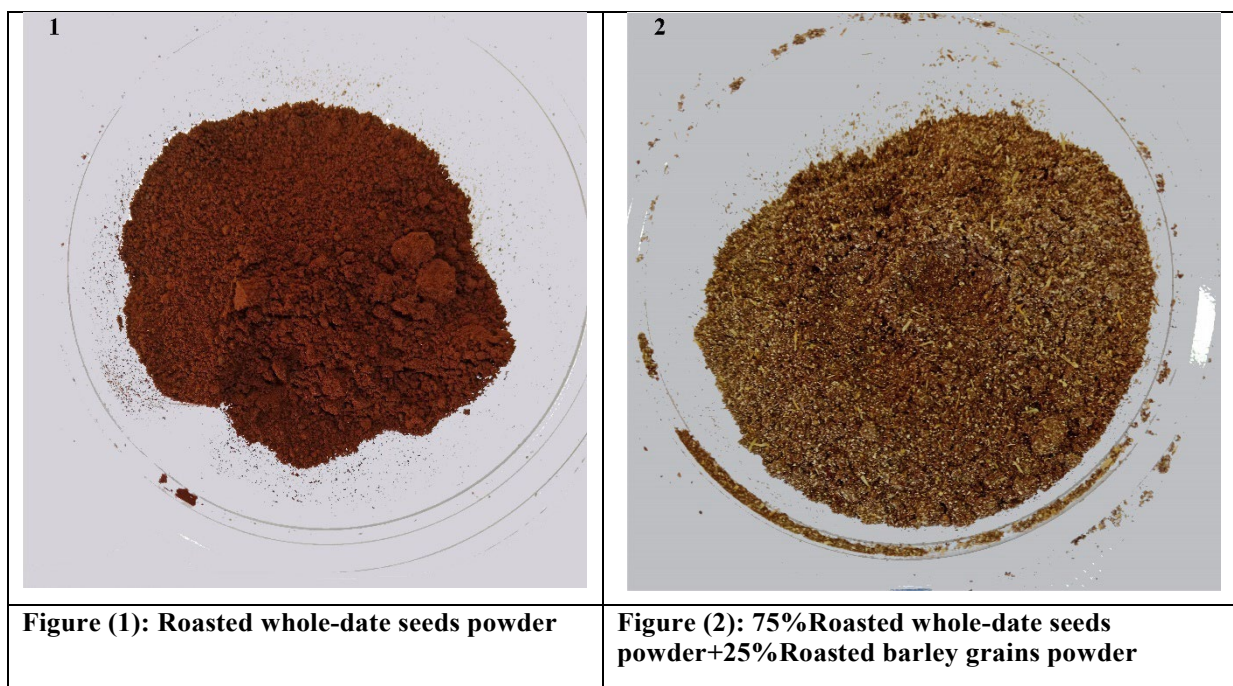 1
2
Figure (1): Roasted whole-date seeds powder
Figure (2): 75%Roasted whole-date seeds
powder+25%Roasted barley grains powder